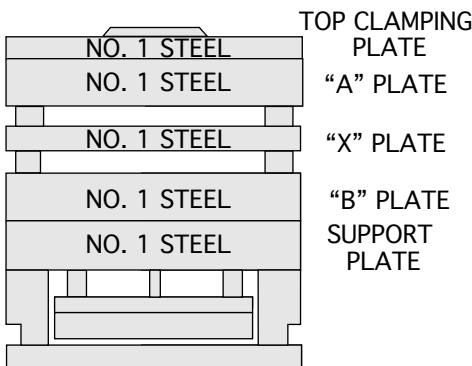 TOP CLAMPING
PLATE
NO. 1 STEEL
NO. 1 STEEL
“A” PLATE
NO. 1 STEEL
“X” PLATE
NO. 1 STEEL
“B” PLATE
NO. 1 STEEL
SUPPORT
PLATE